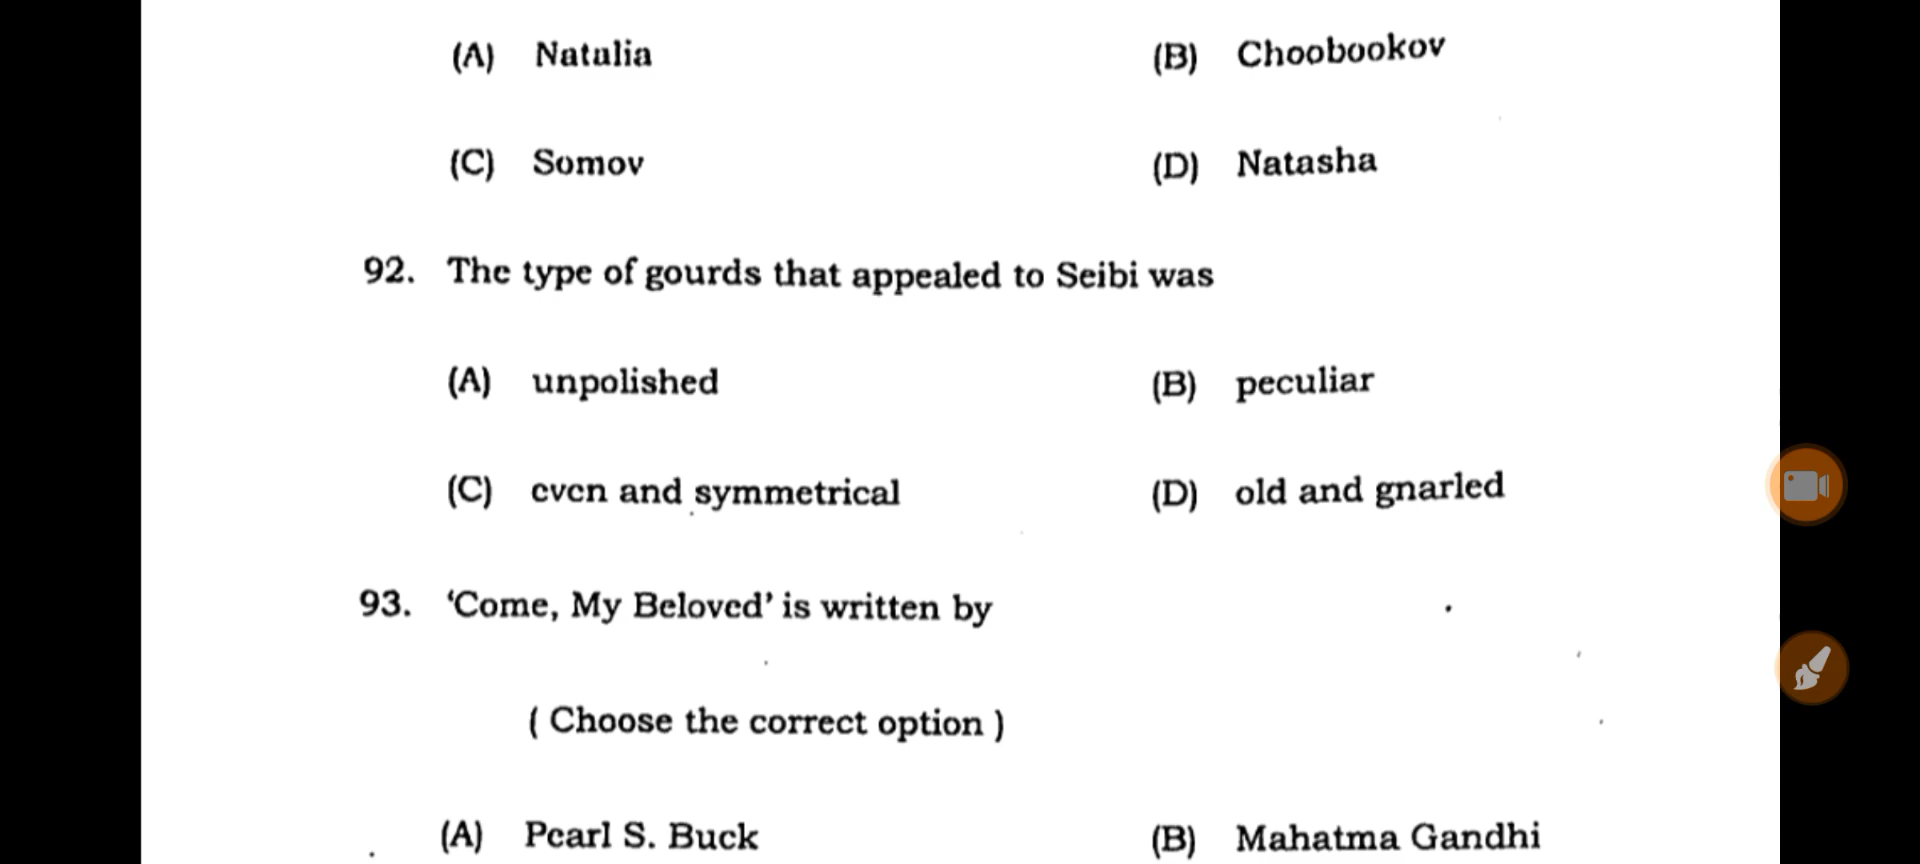 (A) Natalia (B) Choobookov
(C) Somov (D) Natasha
92. The type of gourds that appealed to Seibi was
(A) unpolished (B) peculiar
(C) even and symmetrical (D) old and gnarled
93. ‘Come, My Beloved’ is written by
( Choose the correct option )
(A) Pearl S. Buck (B) Mahatma Gandhi